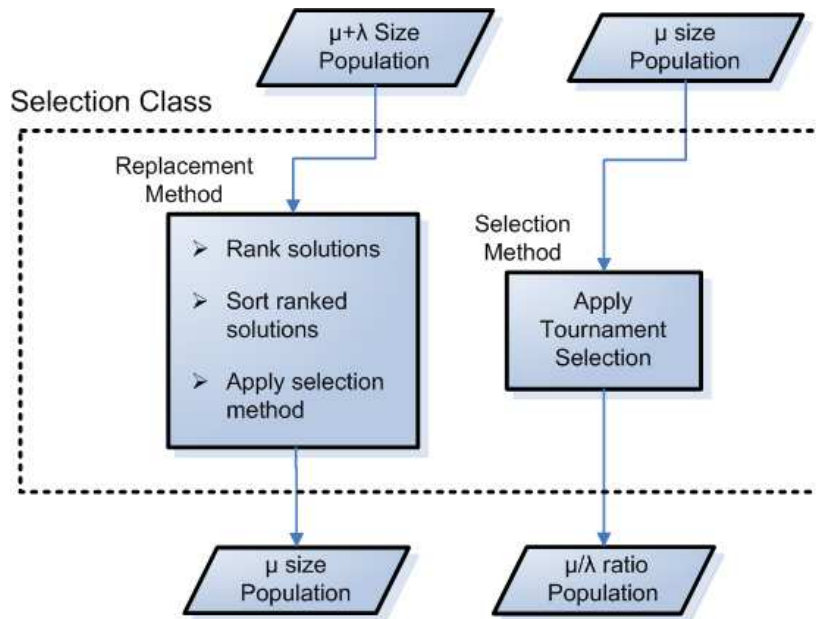 μ+λ Size
Population
μ size
Population
Selection Class
Replacement
Method
➢ Rank solutions
➢ Sort ranked
solutions
➢ Apply selection
method
Selection
Method
Apply
Tournament
Selection
μ size
Population
μ/λ ratio
Population